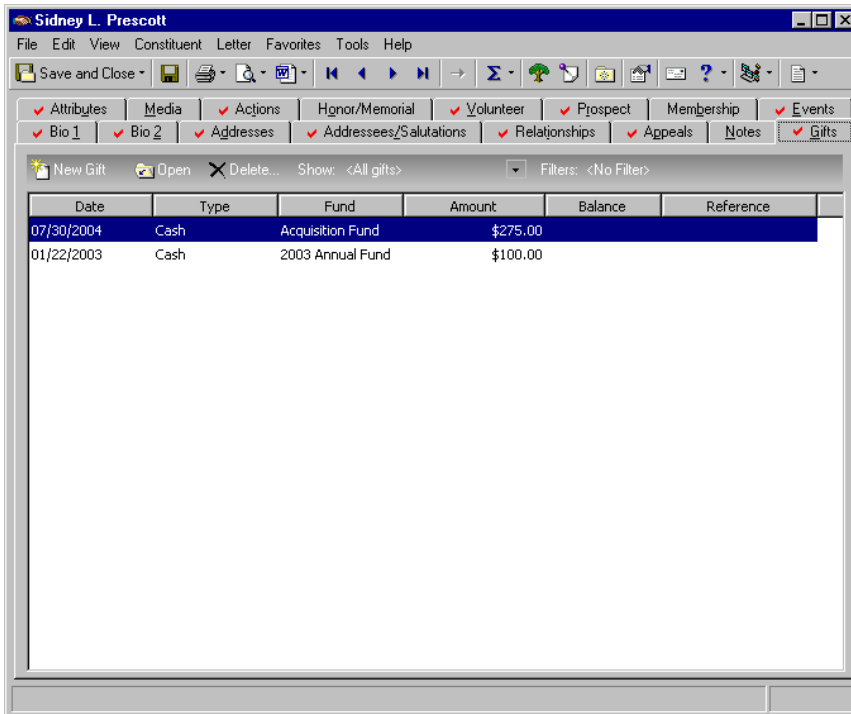 Sidney L. Prescott
File Edit View Constituent Letter Favorites Tools Help
Save and Close
Attributes Media Actions Honor/Memorial Volunteer Prospect Membership Events
Bio 1 Bio 2 Addresses Addressees/Salutations Relationships Appeals Notes Gifts
New Gift Open Delete... Show: <All gifts> Filters: <No Filter>
Date Type Fund Amount Balance Reference
07/30/2004 Cash Acquisition Fund $275.00
01/22/2003 Cash 2003 Annual Fund $100.00